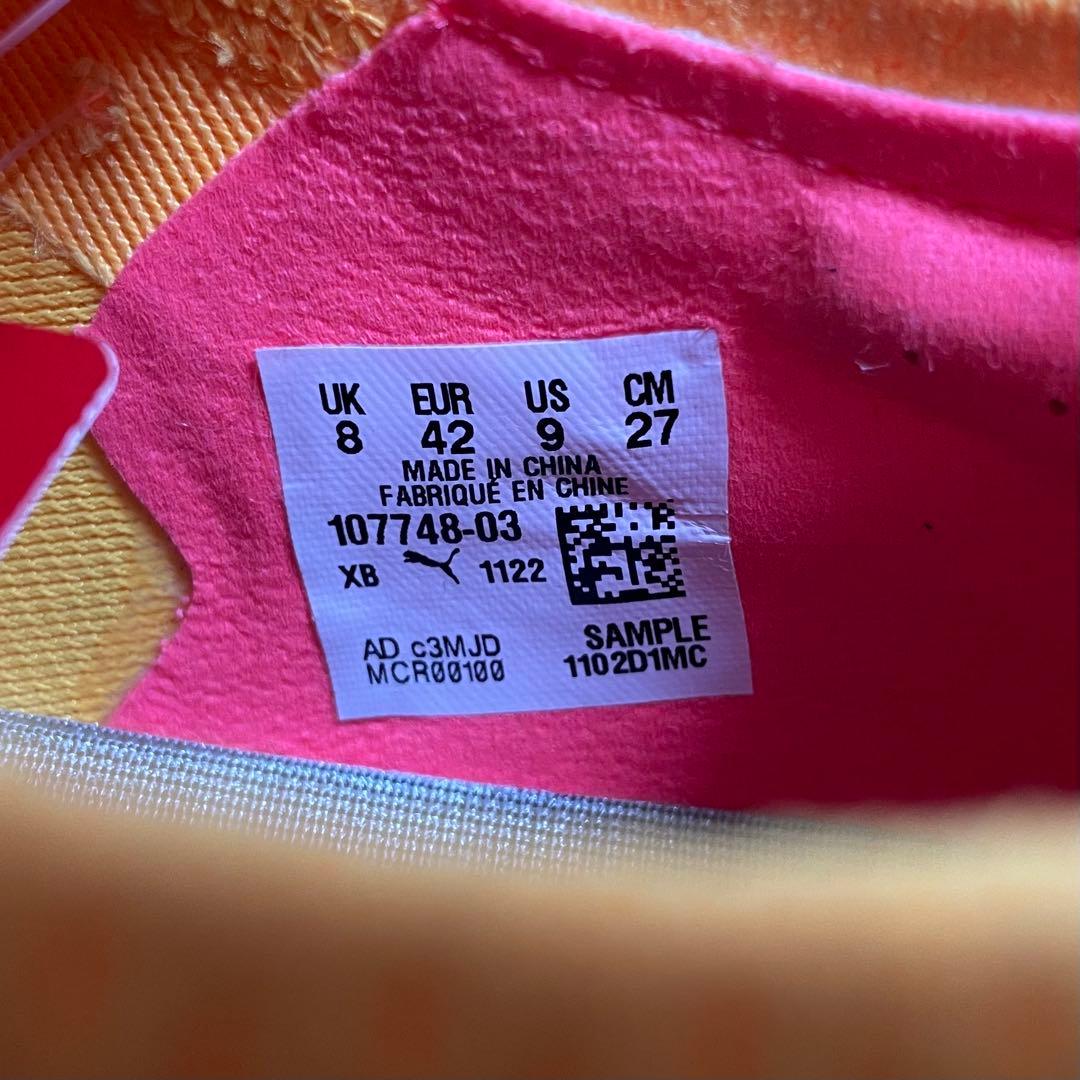 UK EUR US CM
8 42 9 27
MADE IN CHINA
FABRIQUÉ EN CHINE
107748-03
XB 1122
AD c3MJD
MCR00100
SAMPLE
1102D1MC